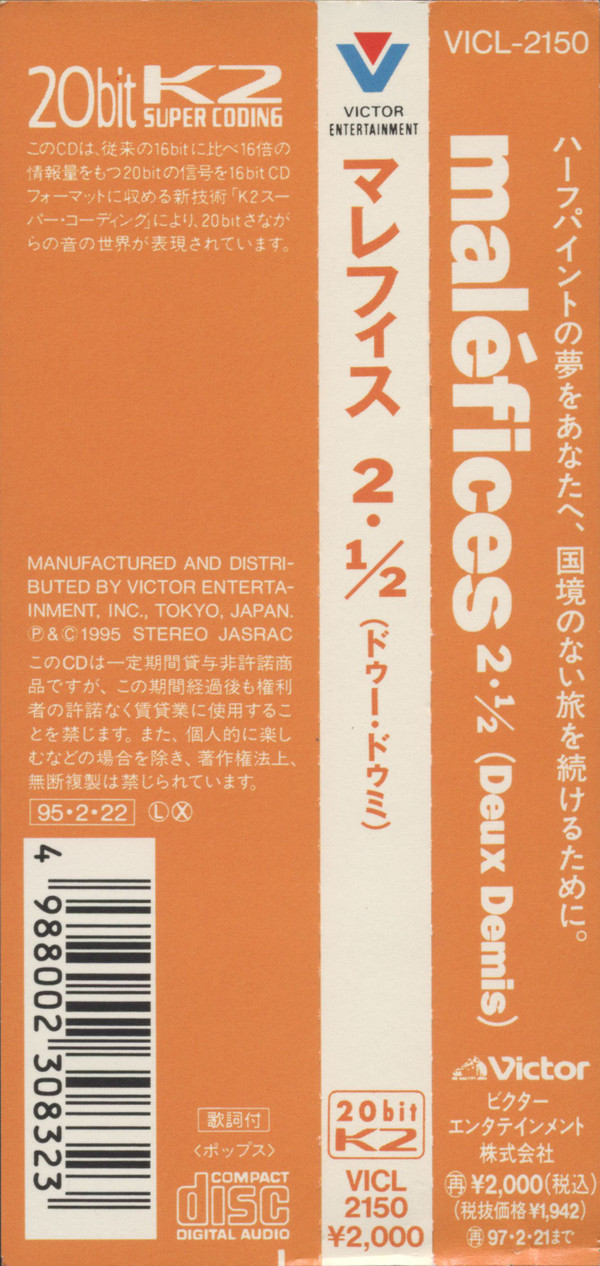 20bit K2
SUPER CODING
このCDは、従来の16bitに比べ16倍の
情報量をもつ20bitの信号を16bit CD
フォーマットに収める新技術「K2スー
パー・コーディング」により、20bitさなが
らの音の世界が表現されています。
MANUFACTURED AND DISTRI-
BUTED BY VICTOR ENTERTA-
INMENT, INC., TOKYO, JAPAN.
Ⓟ&Ⓒ1995 STEREO JASRAC
このCDは一定期間貸与非許諾商
品ですが、この期間経過後も権利
者の許諾なく賃貸業に使用するこ
とを禁じます。また、個人的に楽し
むなどの場合を除き、著作権法上、
無断複製は禁じられています。
95・2・22 ⓁⓍ
4 988002 308323
歌詞付
〈ポップス〉
COMPACT
disc
DIGITAL AUDIO
VICTOR
ENTERTAINMENT
マレフィス 2・½ (ドゥー・ドゥミ)
20bit
K2
VICL
2150
¥2,000
VICL-2150
ハーフパイントの夢をあなたへ、国境のない旅を続けるために。
maléfices 2・½ (Deux Demis)
Victor
ビクター
エンタテインメント
株式会社
再 ¥2,000(税込)
(税抜価格¥1,942)
再 97・2・21まで